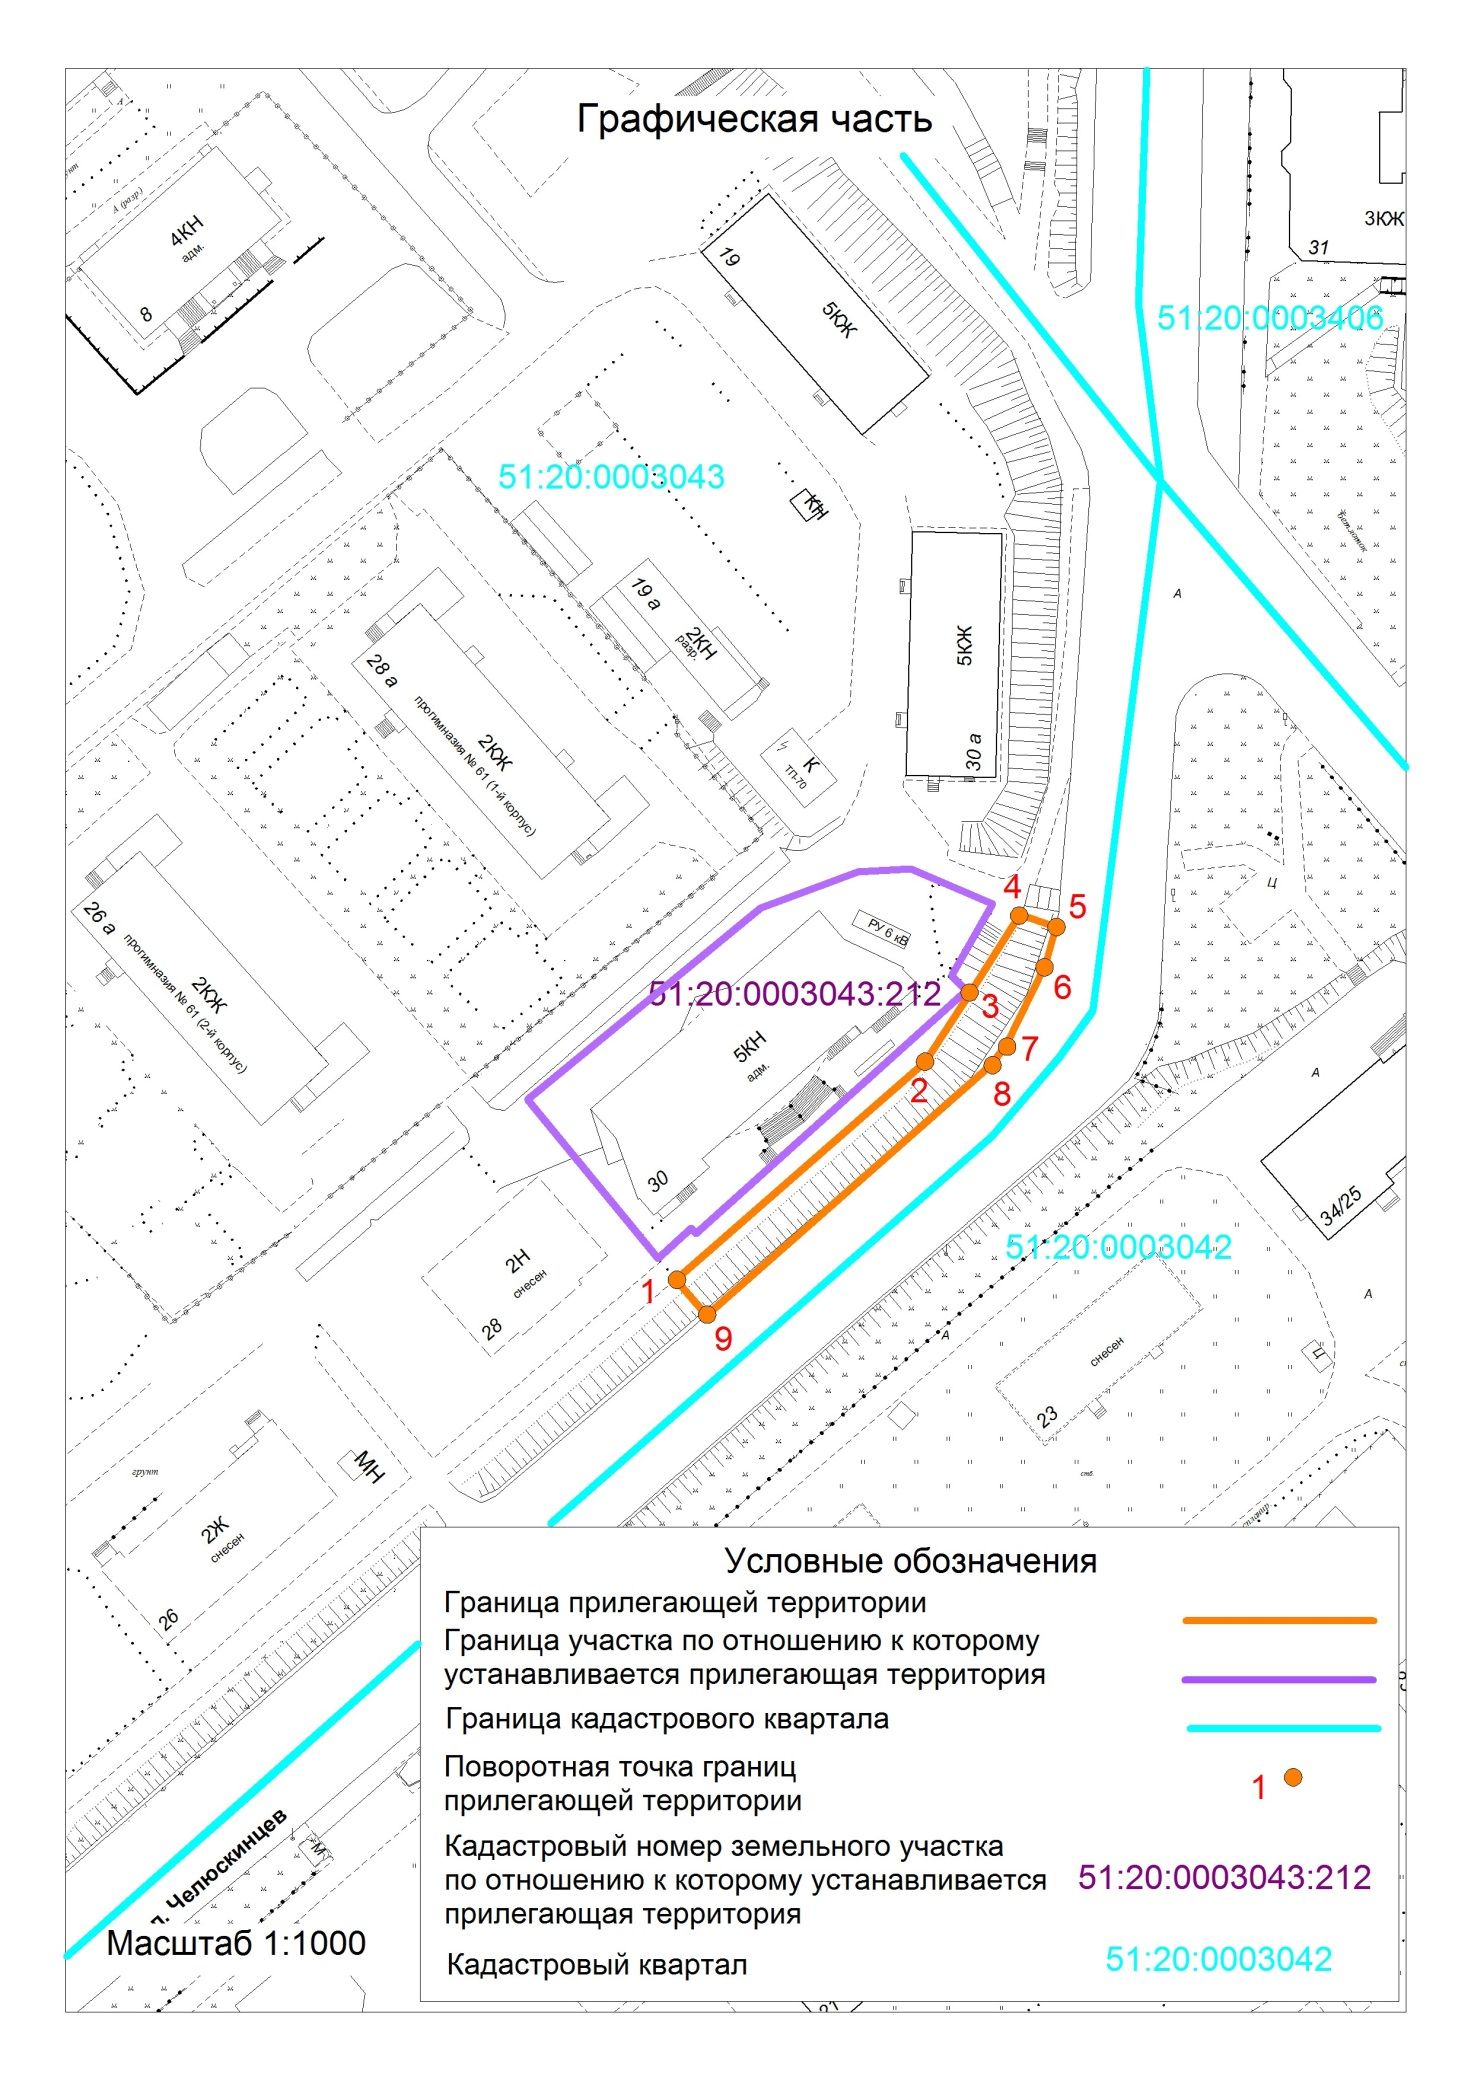 Графическая часть
А
А (разр.)
4КН
адм.
8
19
5КЖ
3КЖ
31
51:20:0003406
51:20:0003043
КН
Бет.лоток
А
19 а
2КН
разр.
5КЖ
30 а
28 а
2КЖ
прогимназия № 61 (1-й корпус)
К
ТП-70
Ц
26 а
2КЖ
прогимназия № 61 (2-й корпус)
4
5
РУ 6 кВ
6
51:20:0003043:212
3
5КН
адм.
7
2
8
А
30
34/25
51:20:0003042
2Н
снесен
28
1
9
А
А
снесен
Ц
23
МН
грунт
2Ж
снесен
26
ств.
Условные обозначения
Граница прилегающей территории
Граница участка по отношению к которому
устанавливается прилегающая территория
Граница кадастрового квартала
Поворотная точка границ
прилегающей территории
1
Кадастровый номер земельного участка
по отношению к которому устанавливается
прилегающая территория
51:20:0003043:212
Кадастровый квартал
51:20:0003042
л. Челюскинцев
М
Масштаб 1:1000